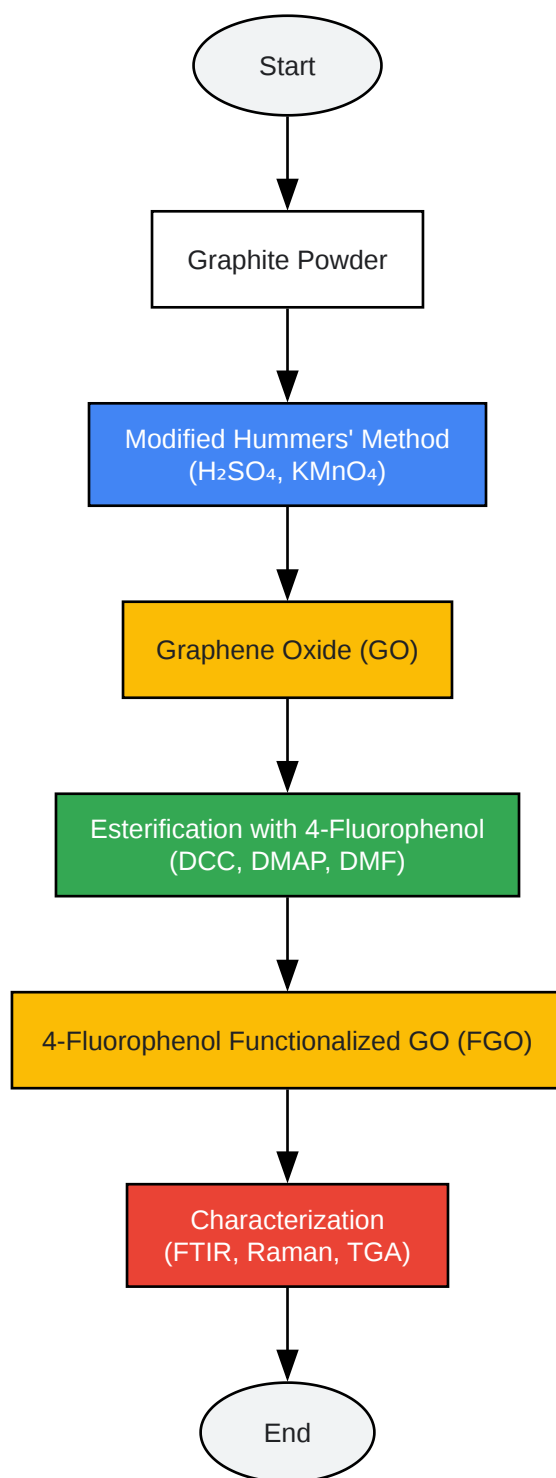 Start
Graphite Powder
Modified Hummers' Method
(H₂SO₄, KMnO₄)
Graphene Oxide (GO)
Esterification with 4-Fluorophenol
(DCC, DMAP, DMF)
4-Fluorophenol Functionalized GO (FGO)
Characterization
(FTIR, Raman, TGA)
End